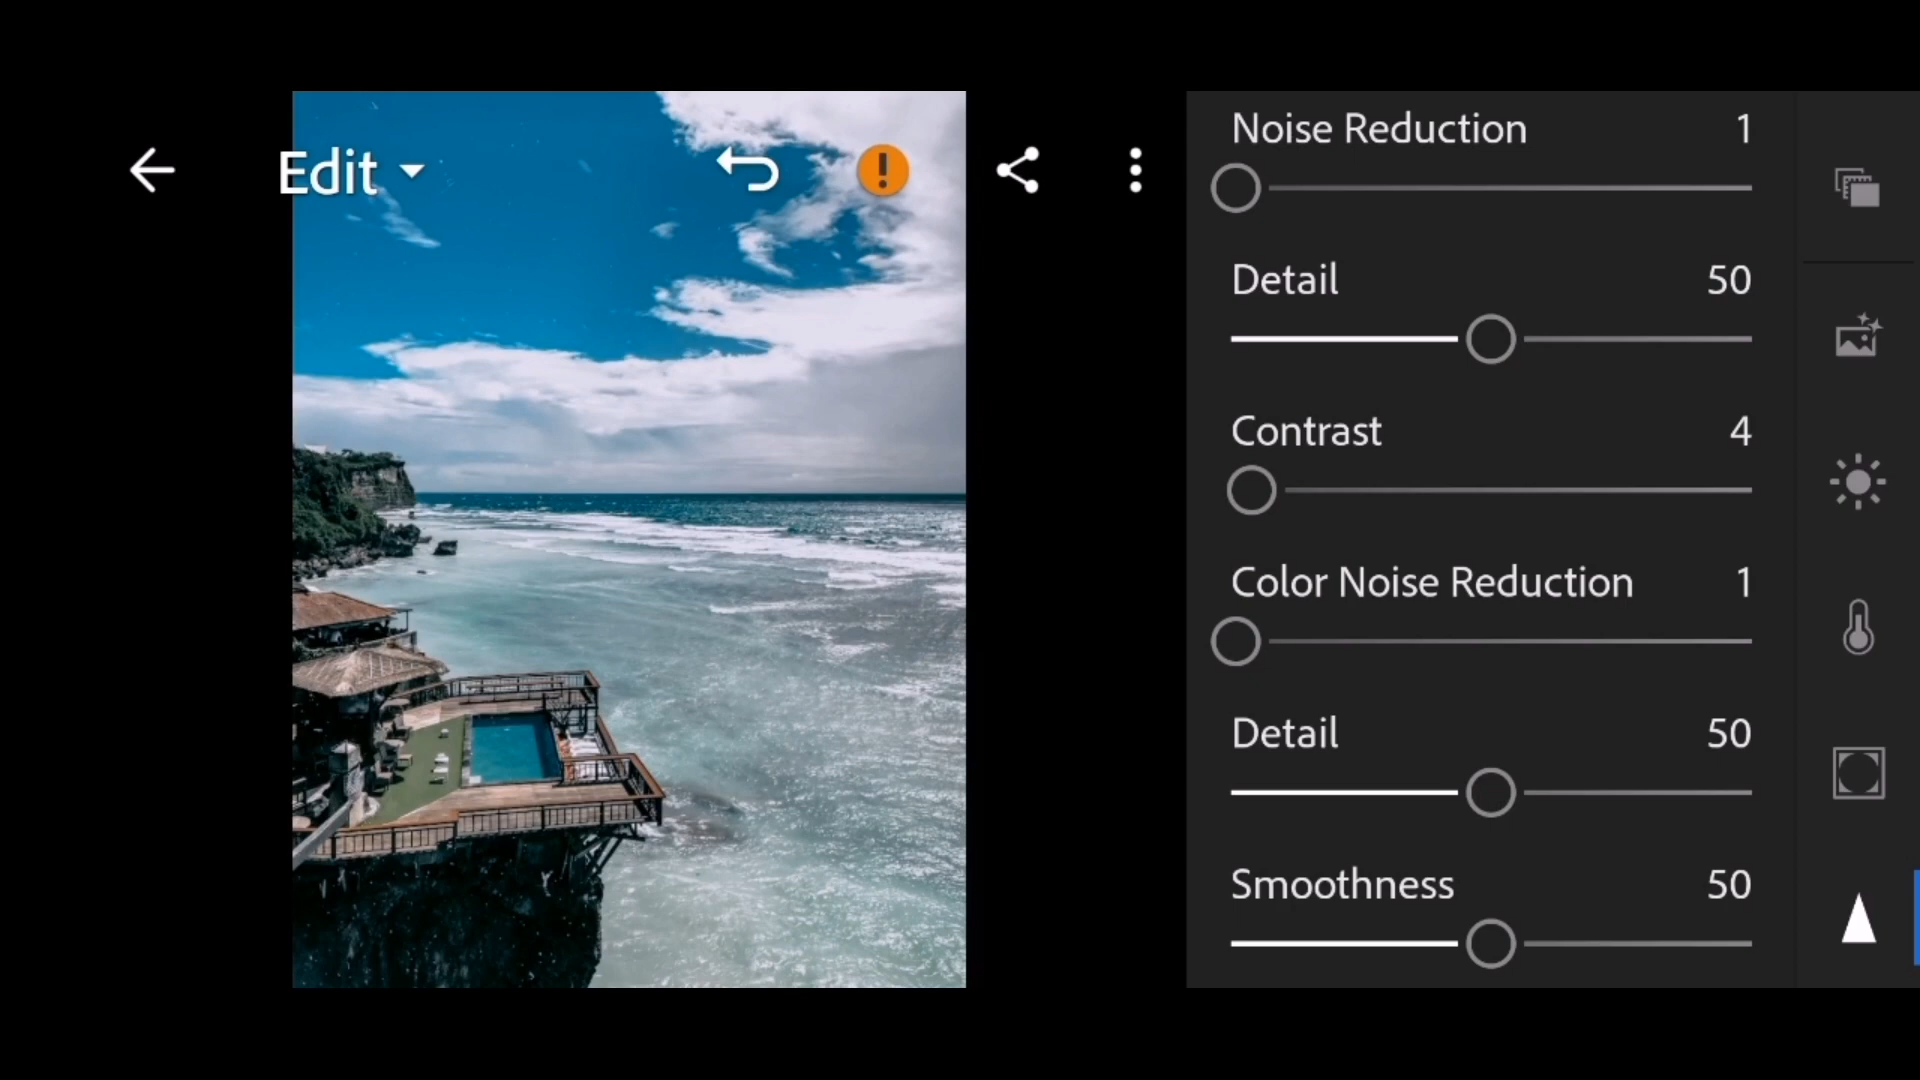 Edit
Noise Reduction 1
Detail 50
Contrast 4
Color Noise Reduction 1
Detail 50
Smoothness 50